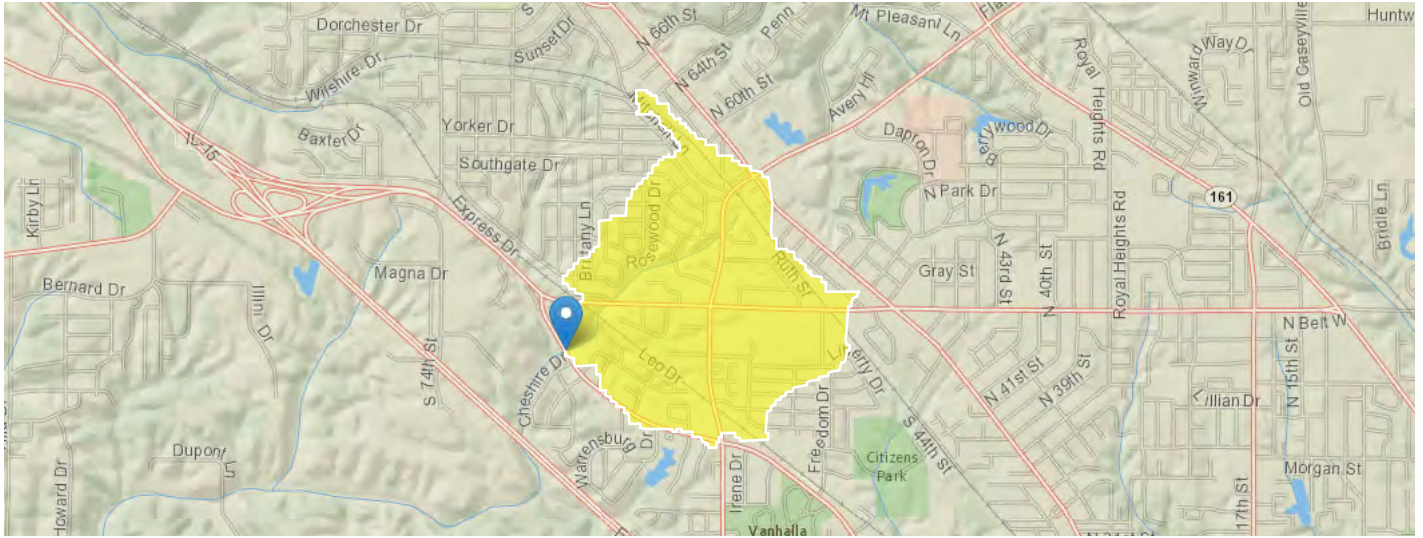 Dorchester Dr
Sunset Dr
S
N 66th St
Penn
Mt Pleasant Ln
Fla
Huntw
Wilshire Dr
N 64th St
N 60th St
Avery Hl
Royal
Heights Rd
Winward
Way Dr
Old Caseyville
IL-15
Baxter Dr
Yorker Dr
Southgate Dr
Dapron Dr
Berrywood Dr
N Park Dr
161
Kirby Ln
Express Dr
Brittany Ln
Rosewood Dr
Bridle Ln
Magna Dr
Ruth St
Gray St
N 43rd St
N 40th St
Royal Heights Rd
Bernard Dr
Illini Dr
N Belt W
S 74th St
Cheshire Dr
Leo Dr
Liberty Dr
N 41st St
N 39th St
N 15th St
Lillian Dr
Freedom Dr
Warrensburg
Dr
S 44th St
Dupont Ln
Howard Dr
Citizens
Park
Irene Dr
Morgan St
17th St
Vanhalla